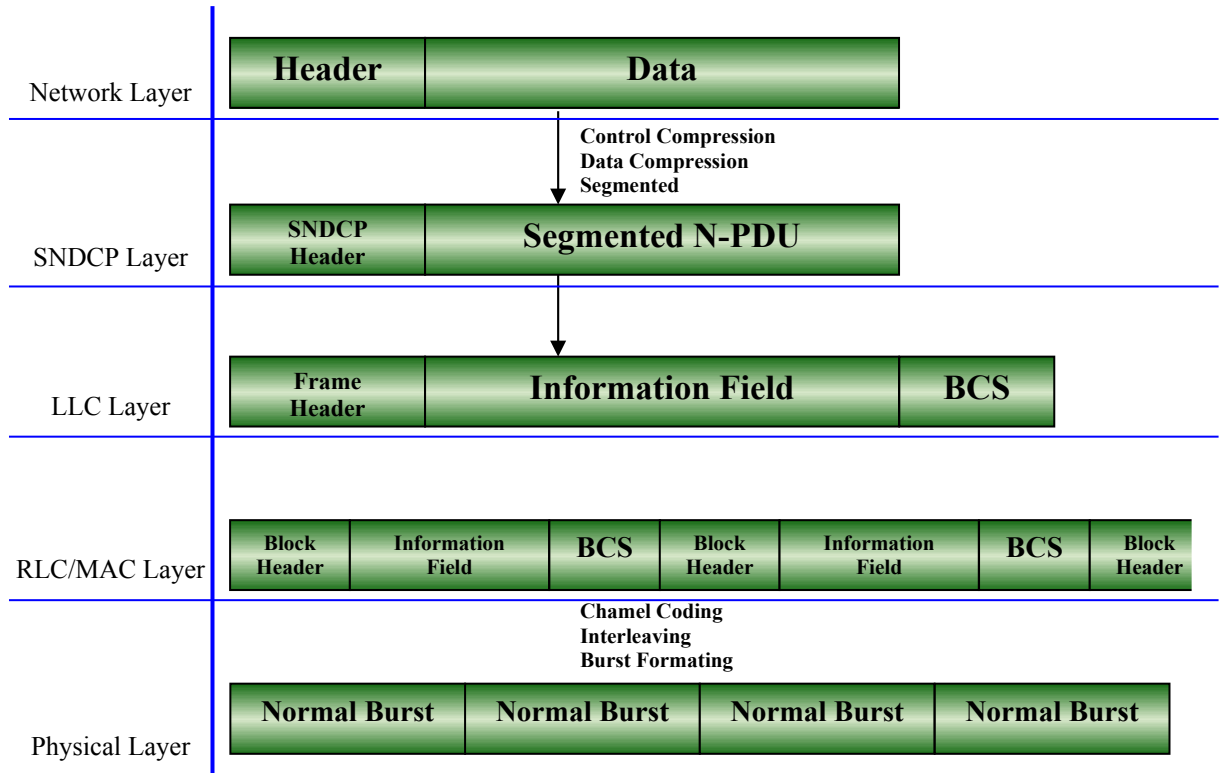 Header
Data
Network Layer
Control Compression
Data Compression
Segmented
SNDCP
Header
Segmented N-PDU
SNDCP Layer
Frame
Header
Information Field
BCS
LLC Layer
Block
Header
Information
Field
BCS
Block
Header
Information
Field
BCS
Block
Header
RLC/MAC Layer
Chamel Coding
Interleaving
Burst Formating
Normal Burst
Normal Burst
Normal Burst
Normal Burst
Physical Layer